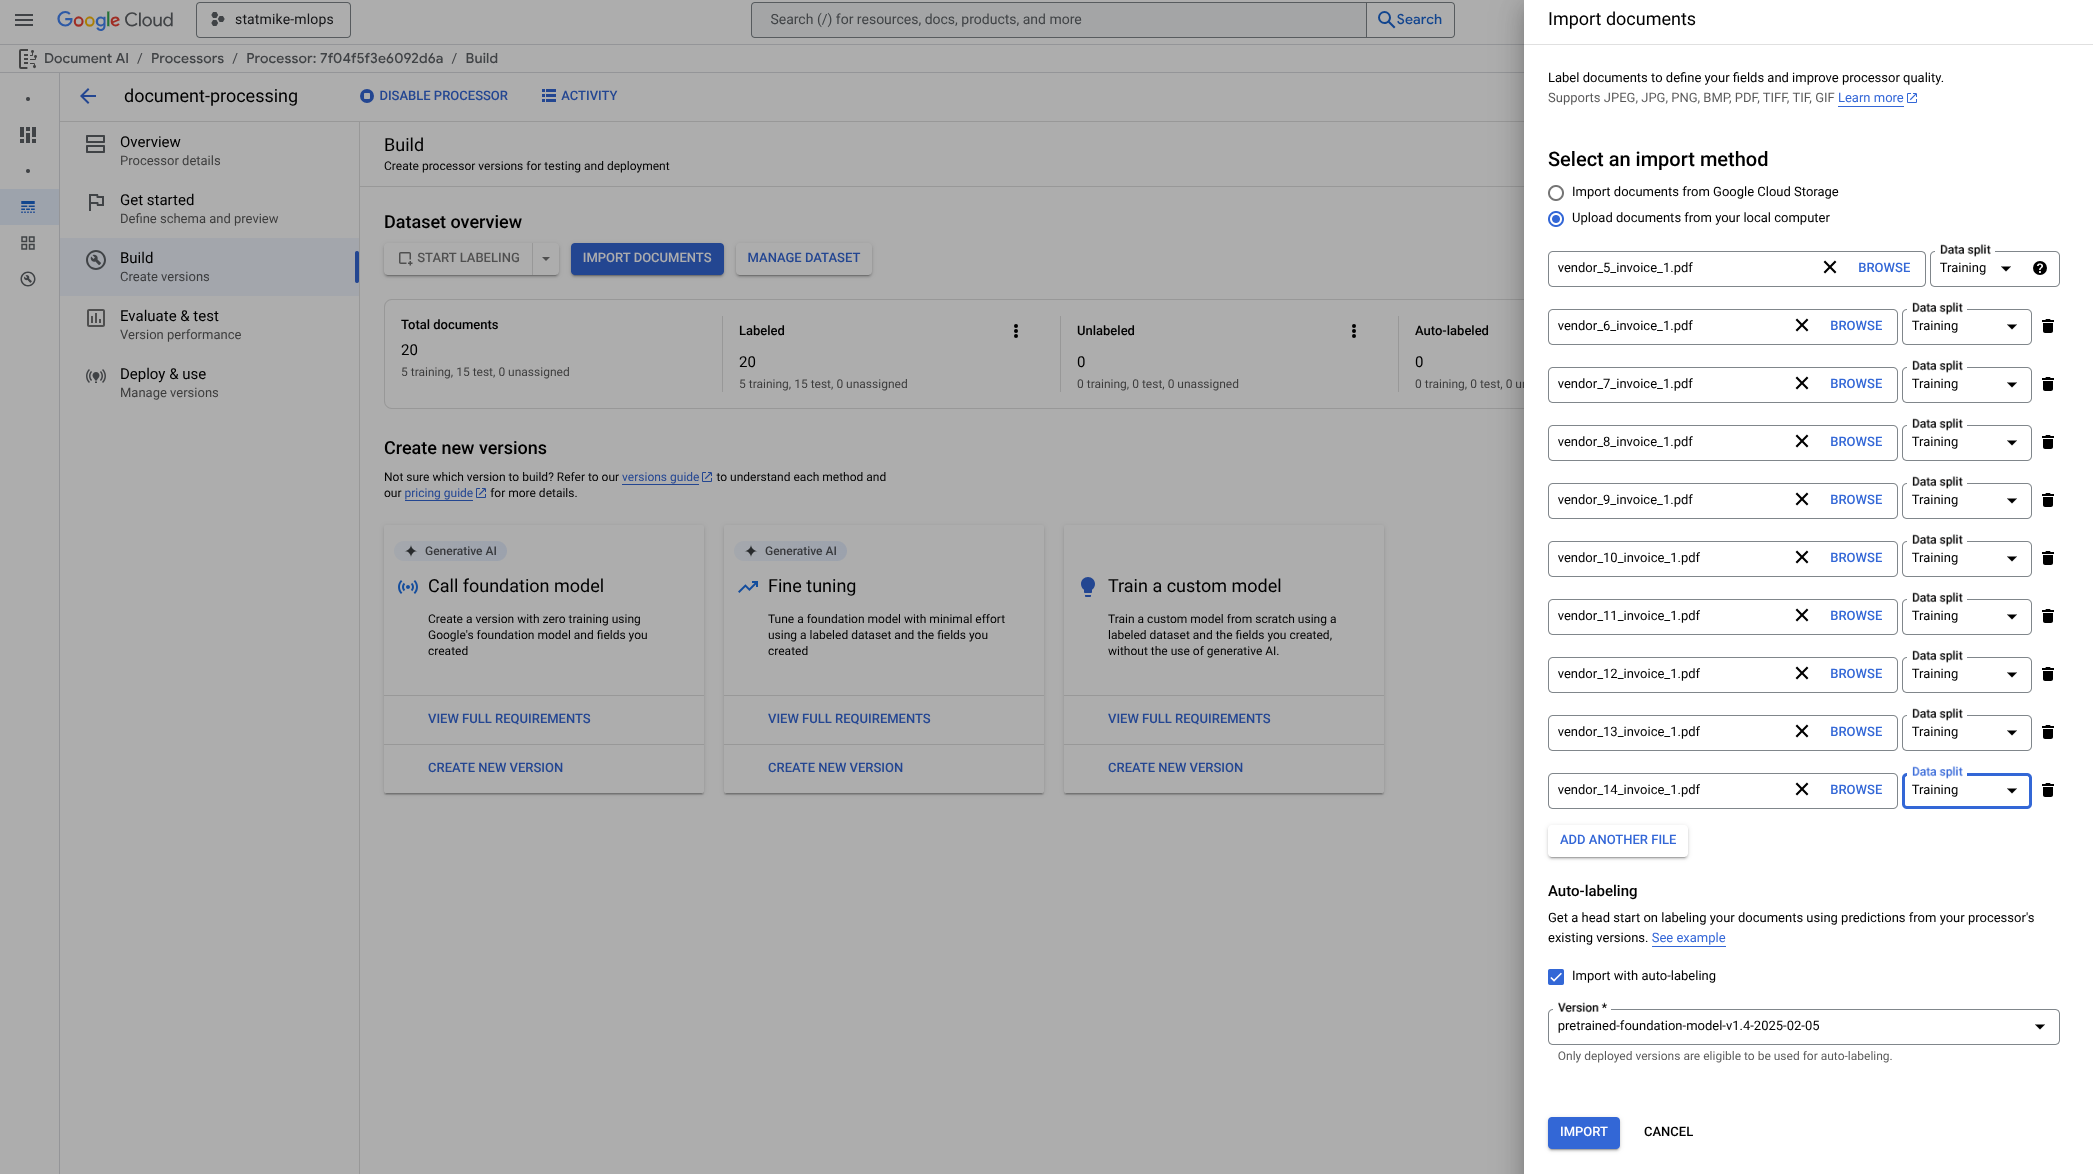 Google Cloud
statmike-mlops
Search (/) for resources, docs, products, and more
Search
Document AI / Processors / Processor: 7f04f5f3e6092d6a / Build
document-processing
DISABLE PROCESSOR
ACTIVITY
Overview
Processor details
Get started
Define schema and preview
Build
Create versions
Evaluate & test
Version performance
Deploy & use
Manage versions
Build
Create processor versions for testing and deployment
Dataset overview
START LABELING
IMPORT DOCUMENTS
MANAGE DATASET
Total documents
20
5 training, 15 test, 0 unassigned
Labeled
20
5 training, 15 test, 0 unassigned
Unlabeled
0
0 training, 0 test, 0 unassigned
Auto-labeled
0
0 training, 0 test, 0 u
Create new versions
Not sure which version to build? Refer to our versions guide to understand each method and
our pricing guide for more details.
Generative AI
Call foundation model
Create a version with zero training using
Google's foundation model and fields you
created
VIEW FULL REQUIREMENTS
CREATE NEW VERSION
Generative AI
Fine tuning
Tune a foundation model with minimal effort
using a labeled dataset and the fields you
created
VIEW FULL REQUIREMENTS
CREATE NEW VERSION
Train a custom model
Train a custom model from scratch using a
labeled dataset and the fields you created,
without the use of generative AI.
VIEW FULL REQUIREMENTS
CREATE NEW VERSION
Import documents
Label documents to define your fields and improve processor quality.
Supports JPEG, JPG, PNG, BMP, PDF, TIFF, TIF, GIF Learn more
Select an import method
Import documents from Google Cloud Storage
Upload documents from your local computer
Data split
vendor_5_invoice_1.pdf BROWSE Training
Data split
vendor_6_invoice_1.pdf BROWSE Training
Data split
vendor_7_invoice_1.pdf BROWSE Training
Data split
vendor_8_invoice_1.pdf BROWSE Training
Data split
vendor_9_invoice_1.pdf BROWSE Training
Data split
vendor_10_invoice_1.pdf BROWSE Training
Data split
vendor_11_invoice_1.pdf BROWSE Training
Data split
vendor_12_invoice_1.pdf BROWSE Training
Data split
vendor_13_invoice_1.pdf BROWSE Training
Data split
vendor_14_invoice_1.pdf BROWSE Training
ADD ANOTHER FILE
Auto-labeling
Get a head start on labeling your documents using predictions from your processor's
existing versions. See example
Import with auto-labeling
Version *
pretrained-foundation-model-v1.4-2025-02-05
Only deployed versions are eligible to be used for auto-labeling.
IMPORT
CANCEL